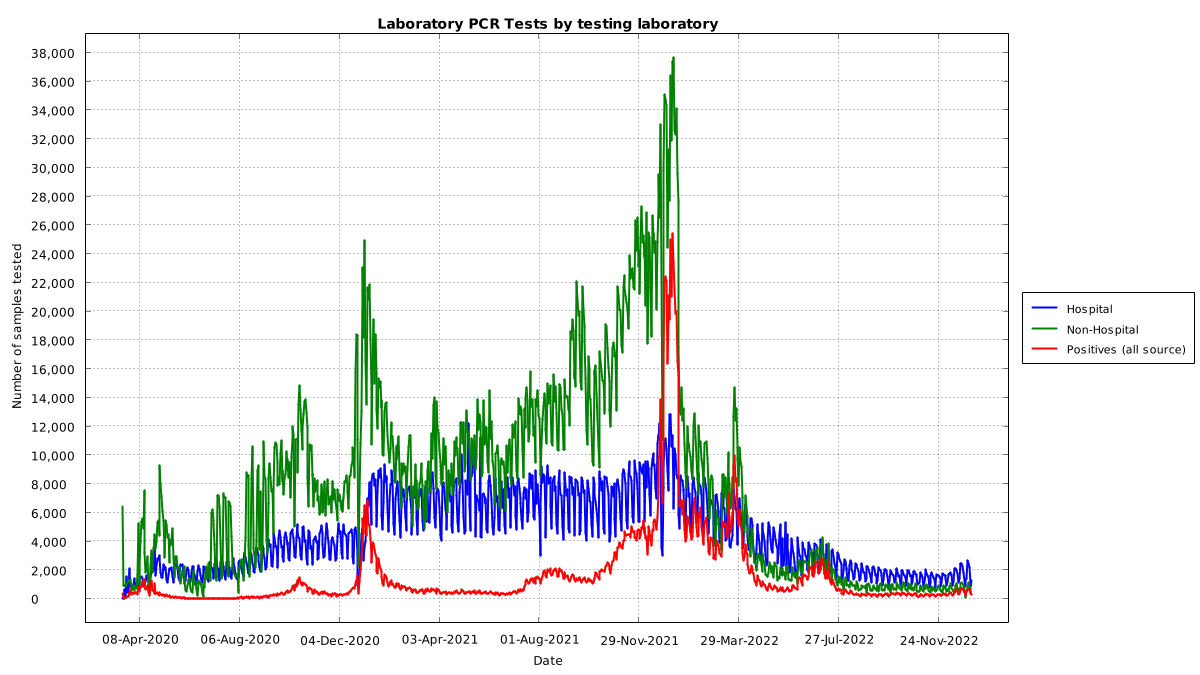 Laboratory PCR Tests by testing laboratory
38,000
36,000
34,000
32,000
30,000
28,000
26,000
24,000
22,000
20,000
18,000
16,000
14,000
12,000
10,000
8,000
6,000
4,000
2,000
0
Number of samples tested
08-Apr-2020
06-Aug-2020
04-Dec-2020
03-Apr-2021
01-Aug-2021
29-Nov-2021
29-Mar-2022
27-Jul-2022
24-Nov-2022
Date
Hospital
Non-Hospital
Positives (all source)